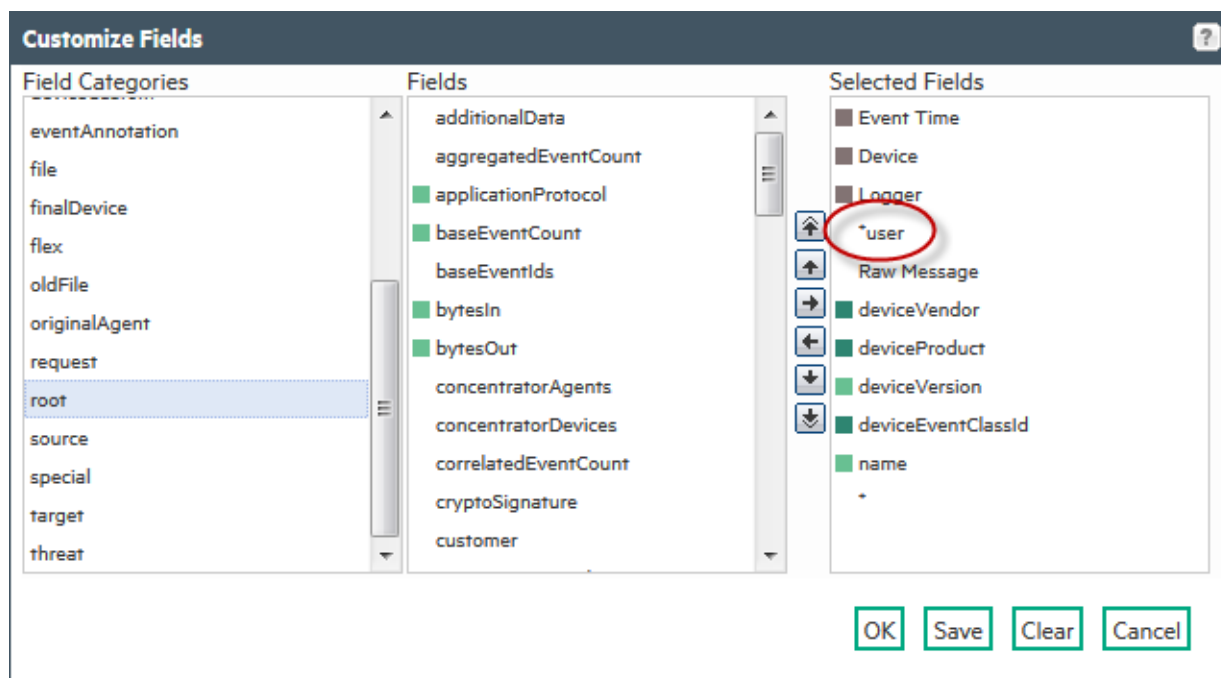 Customize Fields
?
Field Categories
eventAnnotation
file
finalDevice
flex
oldFile
originalAgent
request
root
source
special
target
threat
Fields
additionalData
aggregatedEventCount
applicationProtocol
baseEventCount
baseEventIds
bytesIn
bytesOut
concentratorAgents
concentratorDevices
correlatedEventCount
cryptoSignature
customer
Selected Fields
Event Time
Device
Logger
*user
Raw Message
deviceVendor
deviceProduct
deviceVersion
deviceEventClassId
name
*
OK Save Clear Cancel